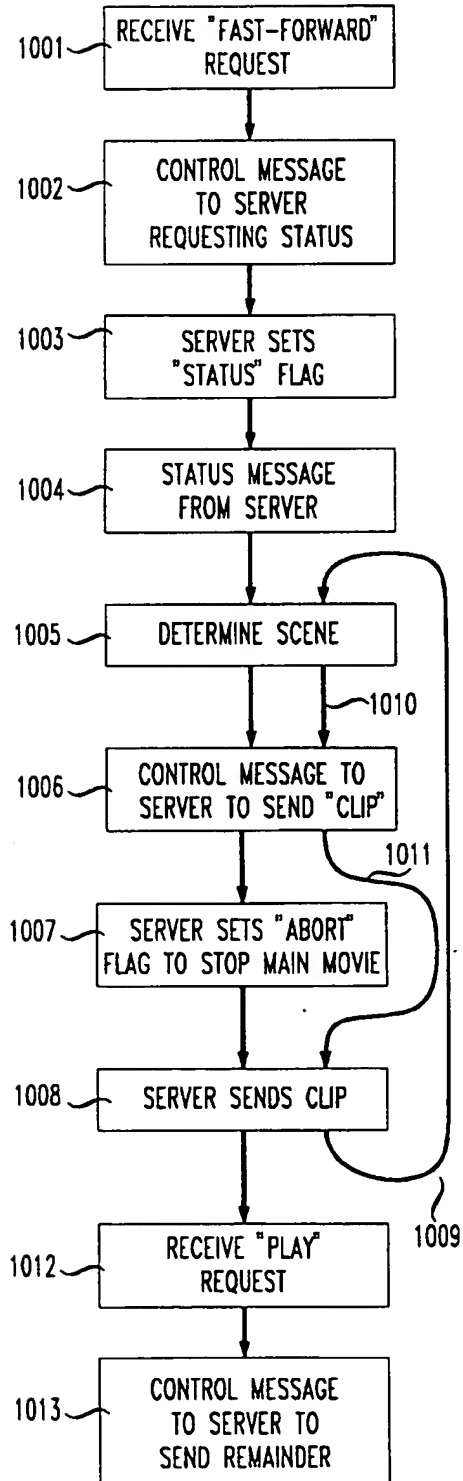 1001
RECEIVE "FAST-FORWARD"
REQUEST
1002
CONTROL MESSAGE
TO SERVER
REQUESTING STATUS
1003
SERVER SETS
"STATUS" FLAG
1004
STATUS MESSAGE
FROM SERVER
1005
DETERMINE SCENE
1010
1006
CONTROL MESSAGE TO
SERVER TO SEND "CLIP"
1011
1007
SERVER SETS "ABORT"
FLAG TO STOP MAIN MOVIE
1008
SERVER SENDS CLIP
1009
1012
RECEIVE "PLAY"
REQUEST
1013
CONTROL MESSAGE
TO SERVER TO
SEND REMAINDER